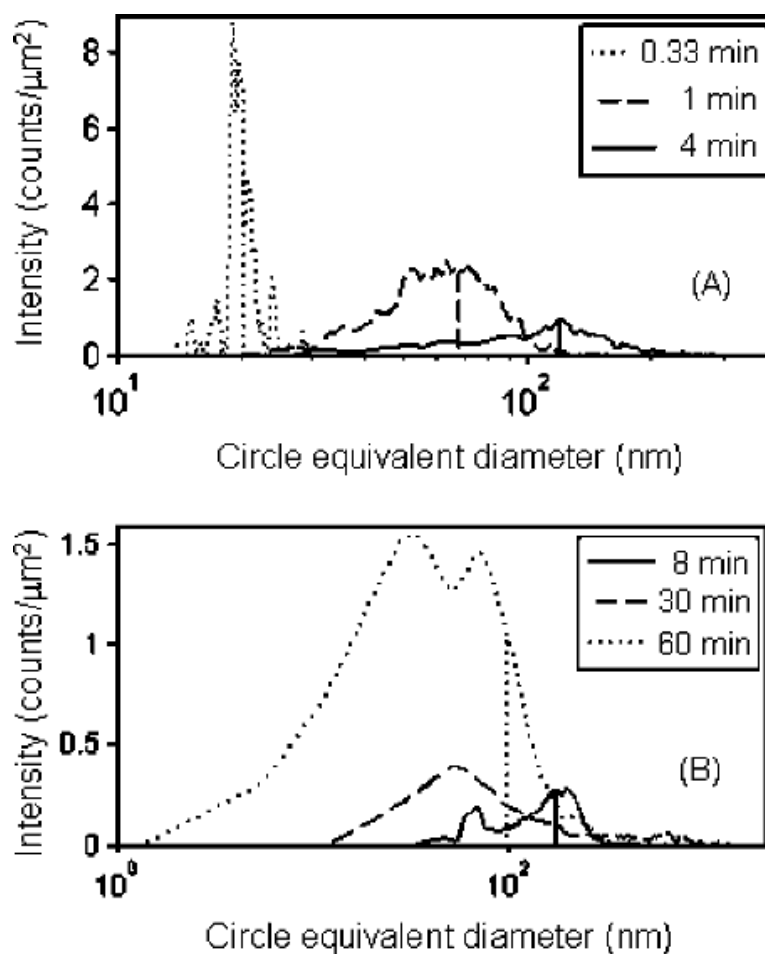 8
6
4
2
0
Intensity (counts/μm²)
0.33 min
1 min
4 min
(A)
10¹
10²
Circle equivalent diameter (nm)
1.5
1
0.5
0
Intensity (counts/μm²)
8 min
30 min
60 min
(B)
10⁰
10²
Circle equivalent diameter (nm)